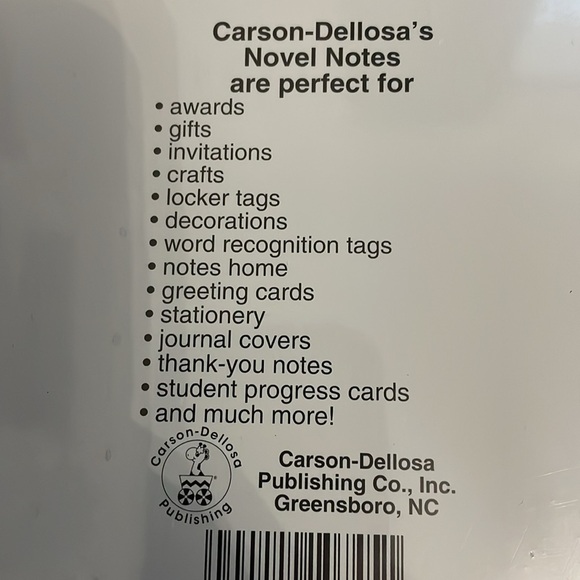 Carson-Dellosa's
Novel Notes
are perfect for
• awards
• gifts
• invitations
• crafts
• locker tags
• decorations
• word recognition tags
• notes home
• greeting cards
• stationery
• journal covers
• thank-you notes
• student progress cards
• and much more!
Carson-Dellosa
Publishing
Carson-Dellosa
Publishing Co., Inc.
Greensboro, NC